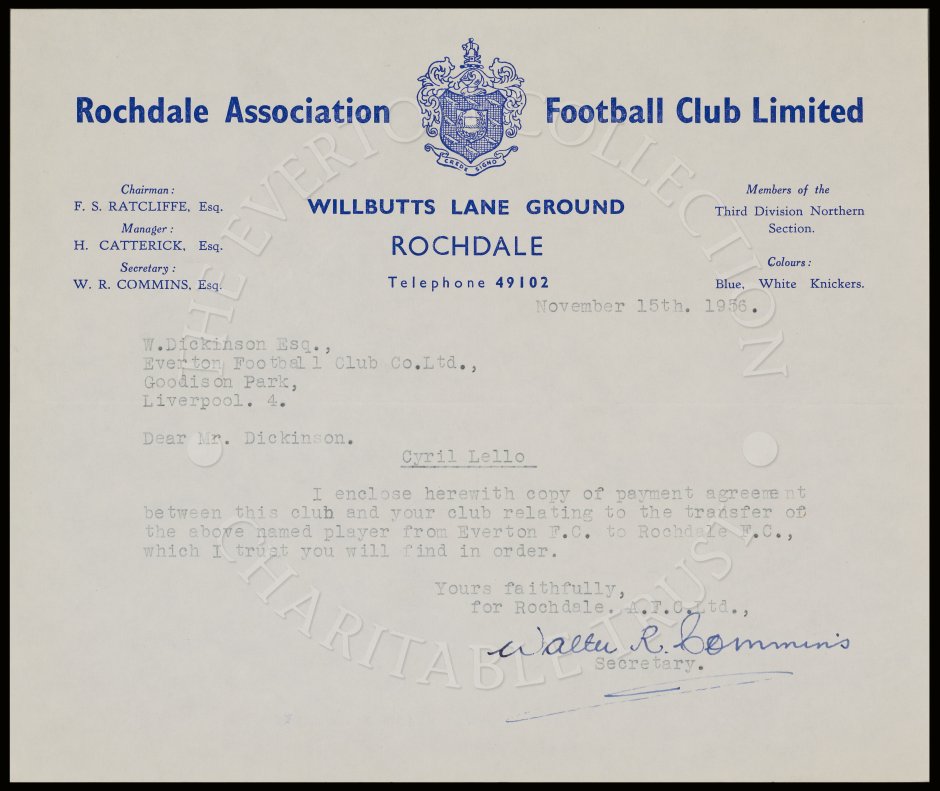 Rochdale Association Football Club Limited
CREDE SIGNO
Chairman:
F. S. RATCLIFFE, Esq.
Manager:
H. CATTERICK, Esq.
Secretary:
W. R. COMMINS, Esq.
WILLBUTTS LANE GROUND
ROCHDALE
Telephone 49102
Members of the
Third Division Northern
Section.
Colours:
Blue, White Knickers.
November 15th. 1956.
W.Dickinson Esq.,
Everton Football Club Co.Ltd.,
Goodison Park,
Liverpool. 4.
Dear Mr. Dickinson.
Cyril Lello
I enclose herewith copy of payment agreement
between this club and your club relating to the transfer of
the above named player from Everton F.C. to Rochdale F.C.,
which I trust you will find in order.
Yours faithfully,
for Rochdale. A.F.C.Ltd.,
Walter R. Commins
Secretary.
THE EVERTON COLLECTION
CHARITABLE TRUST